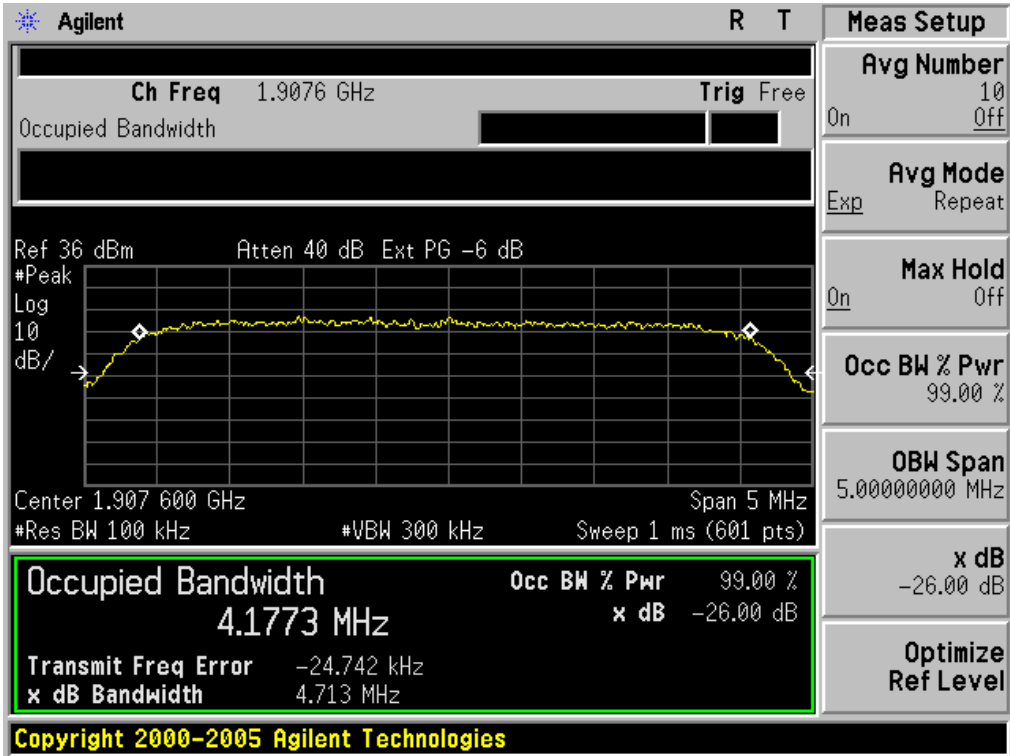 Agilent R T
Meas Setup
Ch Freq 1.9076 GHz Trig Free
Occupied Bandwidth
Ref 36 dBm Atten 40 dB Ext PG -6 dB
#Peak
Log
10
dB/
Center 1.907 600 GHz Span 5 MHz
#Res BW 100 kHz #VBW 300 kHz Sweep 1 ms (601 pts)
Occupied Bandwidth Occ BW % Pwr 99.00 %
4.1773 MHz x dB -26.00 dB
Transmit Freq Error -24.742 kHz
x dB Bandwidth 4.713 MHz
Avg Number
10
On Off
Avg Mode
Exp Repeat
Max Hold
On Off
Occ BW % Pwr
99.00 %
OBW Span
5.00000000 MHz
x dB
-26.00 dB
Optimize
Ref Level
Copyright 2000-2005 Agilent Technologies